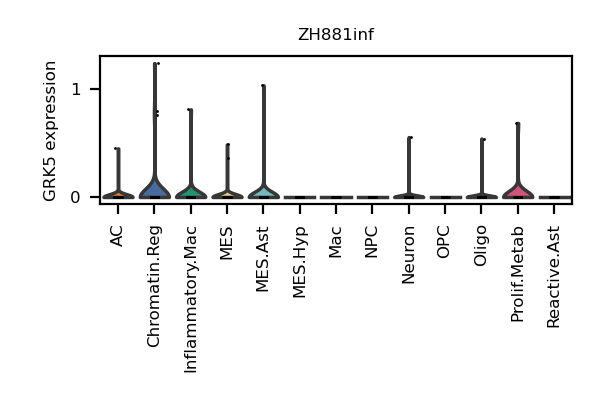 ZH881inf
GRK5 expression
1
0
AC
Chromatin.Reg
Inflammatory.Mac
MES
MES.Ast
MES.Hyp
Mac
NPC
Neuron
OPC
Oligo
Prolif.Metab
Reactive.Ast